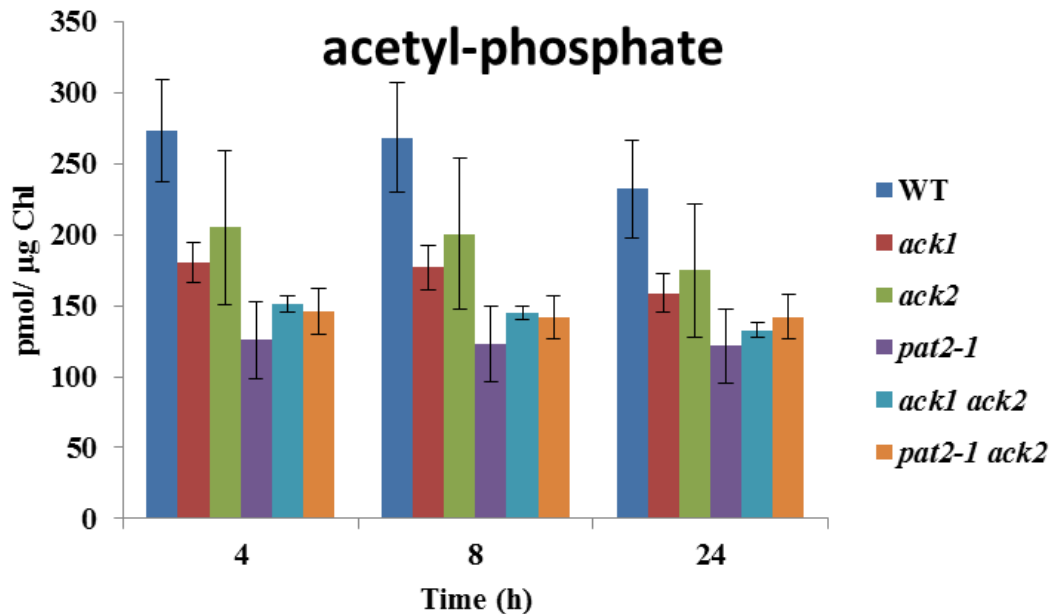 acetyl-phosphate
350
300
250
200
150
100
50
0
pmol/ µg Chl
4 8 24
Time (h)
WT
ack1
ack2
pat2-1
ack1 ack2
pat2-1 ack2